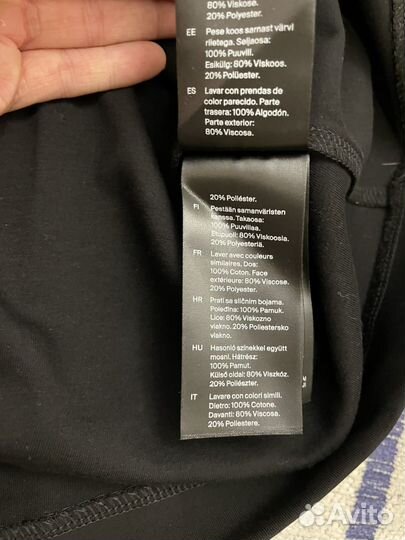 80% Viskose.
20% Polyester.
EE Pese koos samast värvi
riietega. Seljaosa:
100% Puuvill.
Esikülg: 80% Viskoos.
20% Polüester.
ES Lavar con prendas de
color parecido. Parte
trasera: 100% Algodón.
Parte exterior:
80% Viscosa.
20% Poliéster.
FI Pestään samanväristen
kanssa. Takaosa:
100% Puuvillaa.
Etupuoli: 80% Viskoosia.
20% Polyesteriä.
FR Laver avec couleurs
similaires. Dos:
100% Coton. Face
extérieure: 80% Viscose.
20% Polyester.
HR Prati sa sličnim bojama.
Poleđina: 100% Pamuk.
Lice: 80% Viskozno
vlakno. 20% Poliestersko
vlakno.
HU Hasonló színekkel együtt
mosni. Hátrész:
100% Pamut.
Külső oldal: 80% Viszkóz.
20% Poliészter.
IT Lavare con colori simili.
Dietro: 100% Cotone.
Davanti: 80% Viscosa.
20% Poliestere.
Avito